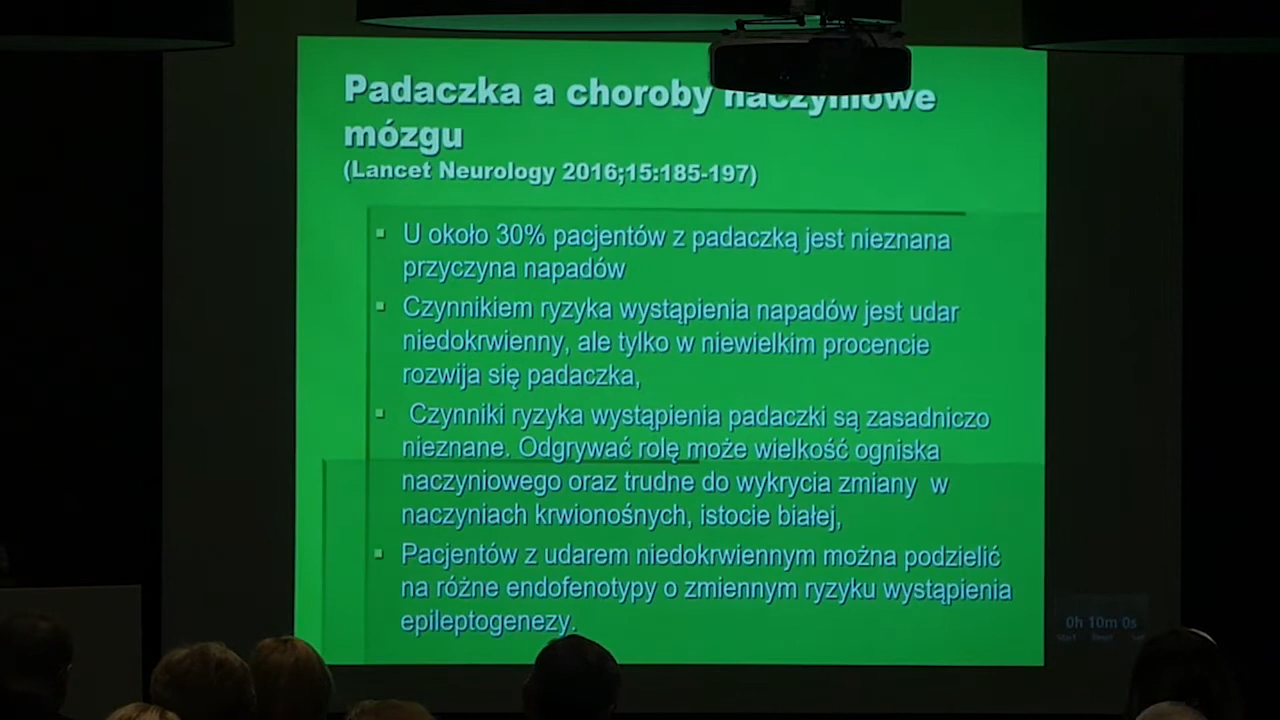 Padaczka a choroby naczyniowe
mózgu
(Lancet Neurology 2016;15:185-197)
U około 30% pacjentów z padaczką jest nieznana
przyczyna napadów
Czynnikiem ryzyka wystąpienia napadów jest udar
niedokrwienny, ale tylko w niewielkim procencie
rozwija się padaczka,
Czynniki ryzyka wystąpienia padaczki są zasadniczo
nieznane. Odgrywać rolę może wielkość ogniska
naczyniowego oraz trudne do wykrycia zmiany w
naczyniach krwionośnych, istocie białej,
Pacjentów z udarem niedokrwiennym można podzielić
na różne endofenotypy o zmiennym ryzyku wystąpienia
epileptogenezy.
0h 10m 0s